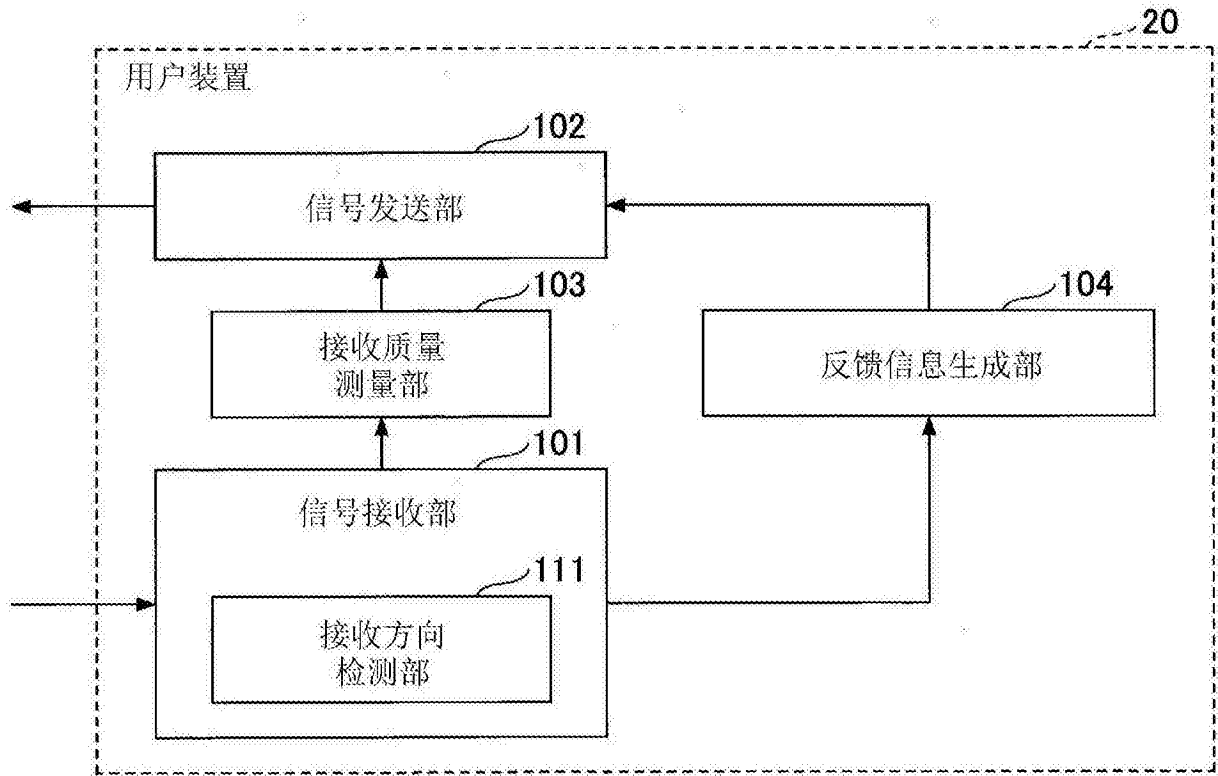 20
用户装置
102
信号发送部
103
接收质量
测量部
104
反馈信息生成部
101
信号接收部
111
接收方向
检测部